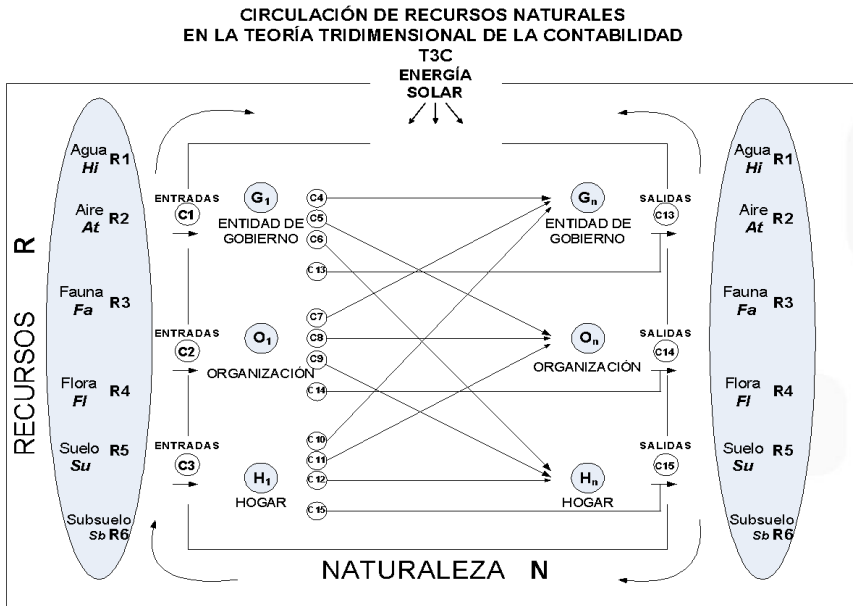 CIRCULACIÓN DE RECURSOS NATURALES
EN LA TEORÍA TRIDIMENSIONAL DE LA CONTABILIDAD
T3C
ENERGÍA
SOLAR
RECURSOS R
Agua
Hi R1
Aire
At R2
Fauna
Fa R3
Flora
Fl R4
Suelo
Su R5
Subsuelo
Sb R6
ENTRADAS
C1
ENTRADAS
C2
ENTRADAS
C3
G1
ENTIDAD DE
GOBIERNO
O1
ORGANIZACIÓN
H1
HOGAR
C4
C5
C6
C13
C7
C8
C9
C14
C10
C11
C12
C15
Gn
ENTIDAD DE
GOBIERNO
On
ORGANIZACIÓN
Hn
HOGAR
SALIDAS
C13
SALIDAS
C14
SALIDAS
C15
Agua
Hi R1
Aire
At R2
Fauna
Fa R3
Flora
Fl R4
Suelo
Su R5
Subsuelo
Sb R6
NATURALEZA N